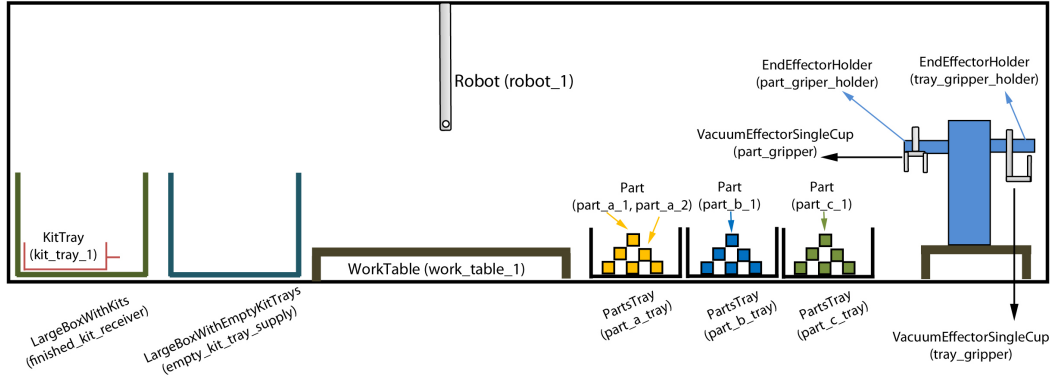 EndEffectorHolder
(part_griper_holder)
EndEffectorHolder
(tray_gripper_holder)
Robot (robot_1)
VacuumEffectorSingleCup
(part_gripper)
Part
(part_a_1, part_a_2)
Part
(part_b_1)
Part
(part_c_1)
KitTray
(kit_tray_1)
WorkTable (work_table_1)
LargeBoxWithKits
(finished_kit_receiver)
LargeBoxWithEmptyKitTrays
(empty_kit_tray_supply)
PartsTray
(part_a_tray)
PartsTray
(part_b_tray)
PartsTray
(part_c_tray)
VacuumEffectorSingleCup
(tray_gripper)